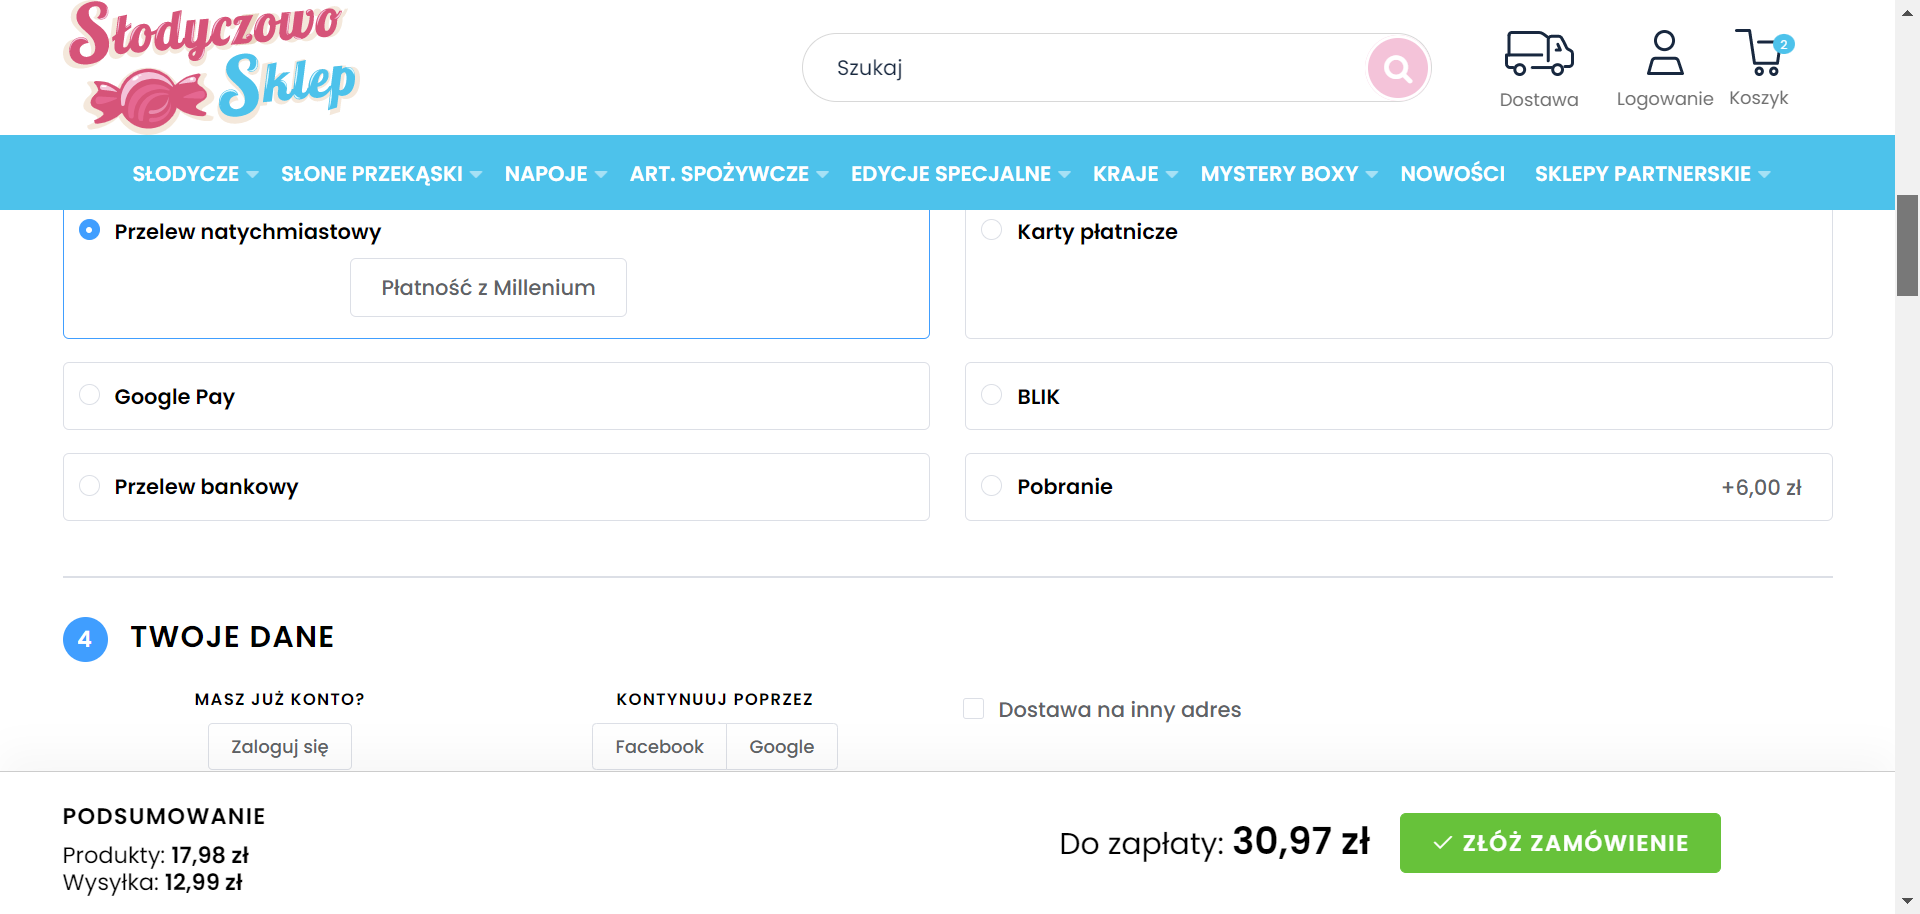 Słodyczowo
Sklep
Szukaj
Dostawa
Logowanie
2
Koszyk
SŁODYCZE
SŁONE PRZEKĄSKI
NAPOJE
ART. SPOŻYWCZE
EDYCJE SPECJALNE
KRAJE
MYSTERY BOXY
NOWOŚCI
SKLEPY PARTNERSKIE
Przelew natychmiastowy
Płatność z Millenium
Karty płatnicze
Google Pay
BLIK
Przelew bankowy
Pobranie
+6,00 zł
4 TWOJE DANE
MASZ JUŻ KONTO?
Zaloguj się
KONTYNUUJ POPRZEZ
Facebook
Google
Dostawa na inny adres
PODSUMOWANIE
Produkty: 17,98 zł
Wysyłka: 12,99 zł
Do zapłaty: 30,97 zł
ZŁÓŻ ZAMÓWIENIE